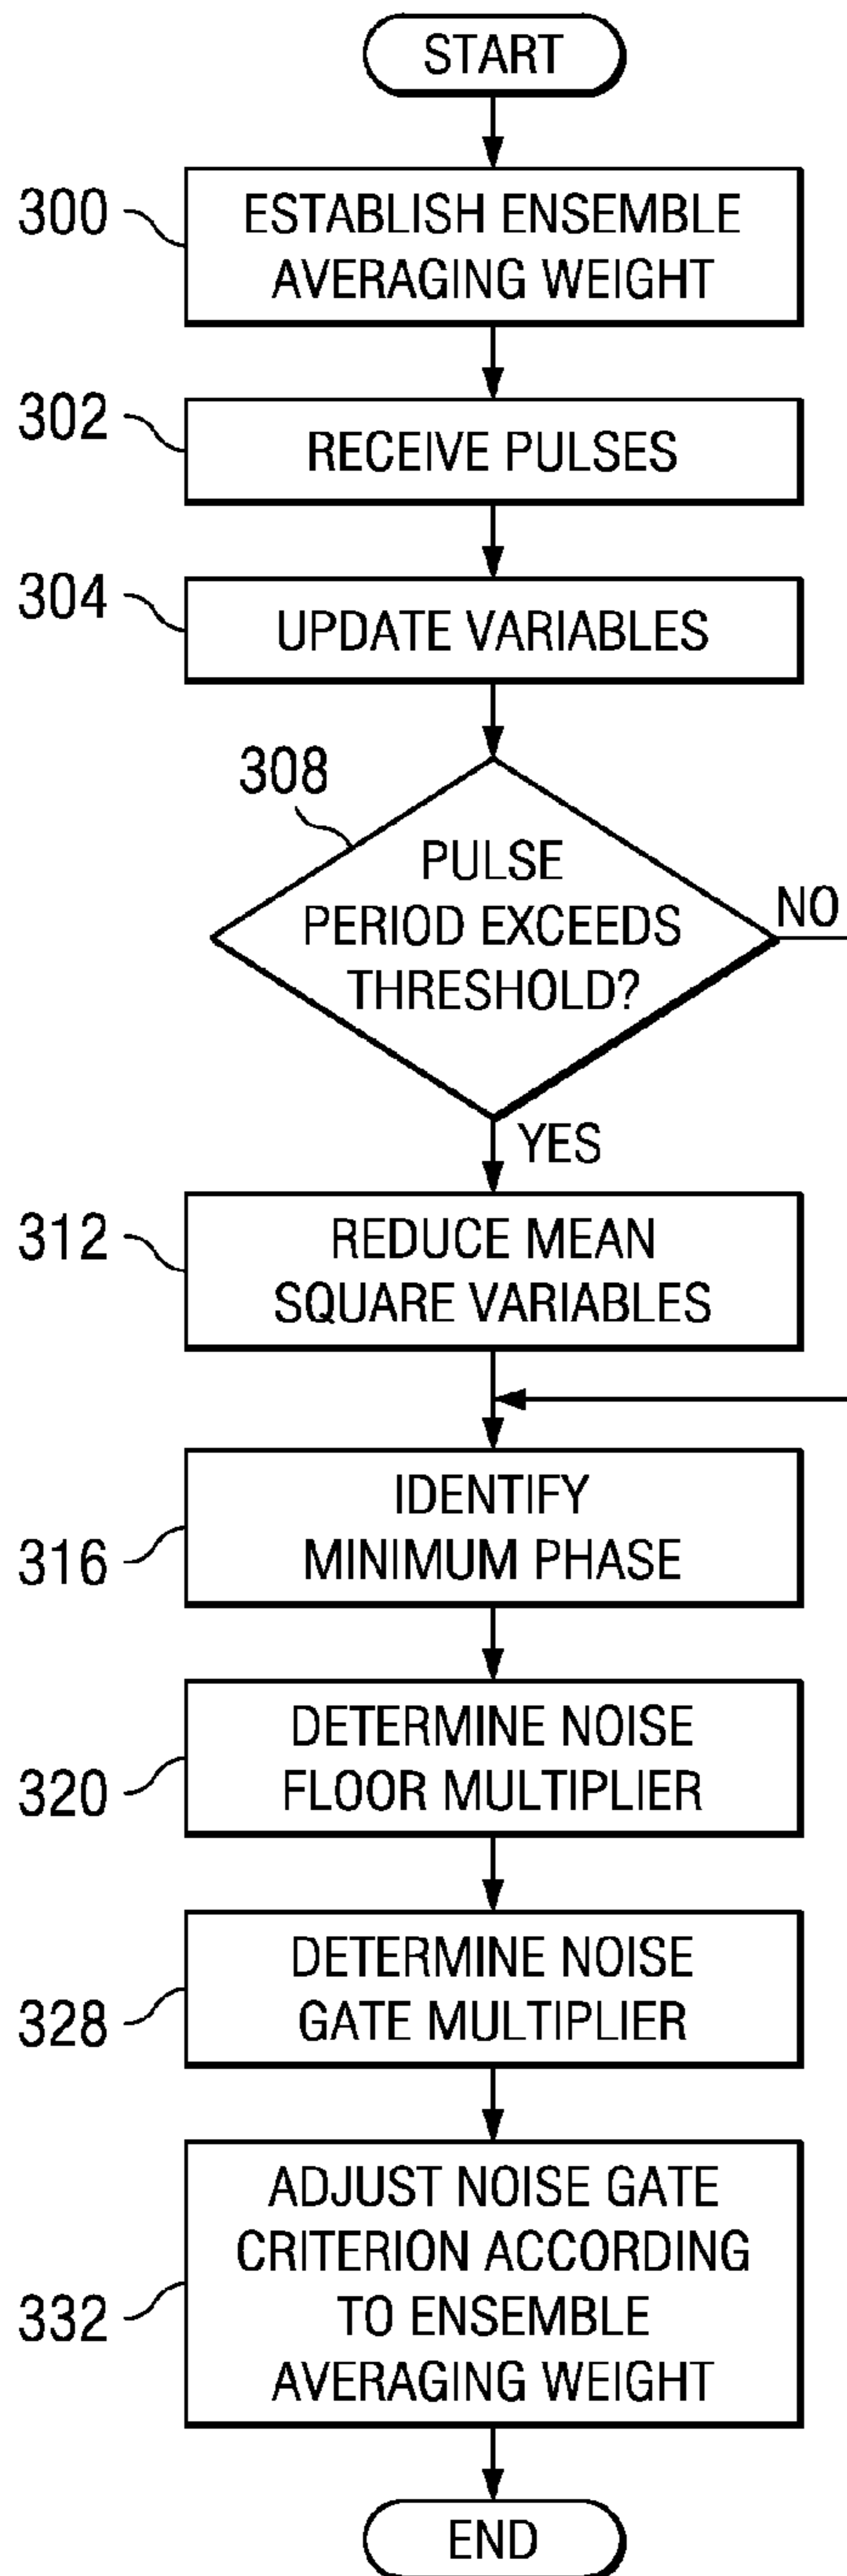 START
300
ESTABLISH ENSEMBLE
AVERAGING WEIGHT
302
RECEIVE PULSES
304
UPDATE VARIABLES
308
PULSE
PERIOD EXCEEDS
THRESHOLD?
NO
YES
312
REDUCE MEAN
SQUARE VARIABLES
316
IDENTIFY
MINIMUM PHASE
320
DETERMINE NOISE
FLOOR MULTIPLIER
328
DETERMINE NOISE
GATE MULTIPLIER
332
ADJUST NOISE GATE
CRITERION ACCORDING
TO ENSEMBLE
AVERAGING WEIGHT
END